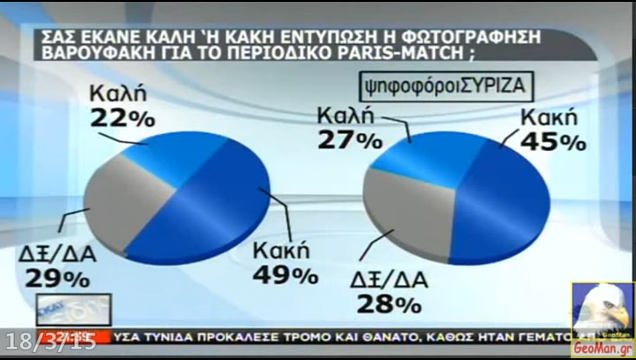 ΣΑΣ ΕΚΑΝΕ ΚΑΛΗ ‘Η ΚΑΚΗ ΕΝΤΥΠΩΣΗ Η ΦΩΤΟΓΡΑΦΗΣΗ
ΒΑΡΟΥΦΑΚΗ ΓΙΑ ΤΟ ΠΕΡΙΟΔΙΚΟ PARIS-MATCH ;
ψηφοφόροιΣΥΡΙΖΑ
Καλή
22%
ΔΞ/ΔΑ
29%
Κακή
49%
Καλή
27%
Κακή
45%
ΔΞ/ΔΑ
28%
18/3/15
ΥΣΑ ΤΥΝΙΔΑ ΠΡΟΚΑΛΕΣΕ ΤΡΟΜΟ ΚΑΙ ΘΑΝΑΤΟ, ΚΑΘΩΣ ΗΤΑΝ ΓΕΜΑΤΟ
GeoMan.gr